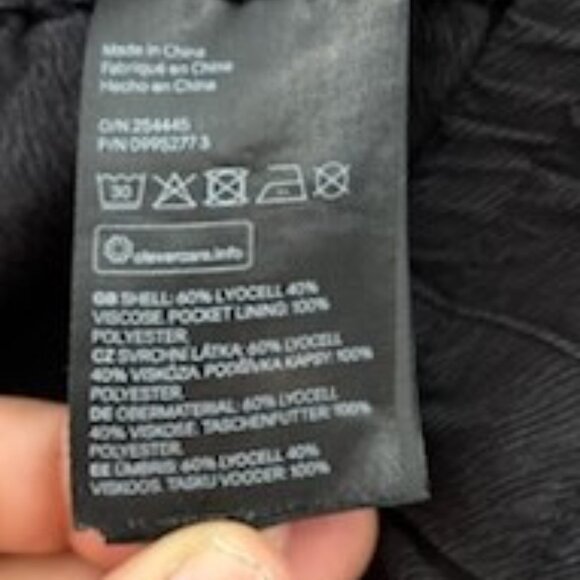 Made in China
Fabriqué en Chine
Hecho en China
O/N 254445
P/N 0995277 3
30
clevercare.info
GB SHELL: 60% LYOCELL 40%
VISCOSE. POCKET LINING: 100%
POLYESTER.
CZ SVRCHNÍ LÁTKA: 60% LYOCELL
40% VISKÓZA. PODŠÍVKA KAPSY: 100%
POLYESTER.
DE OBERMATERIAL: 60% LYOCELL
40% VISKOSE. TASCHENFUTTER: 100%
POLYESTER.
EE ÜMBRIS: 60% LYOCELL 40%
VISKOOS. TASKU VOODER: 100%